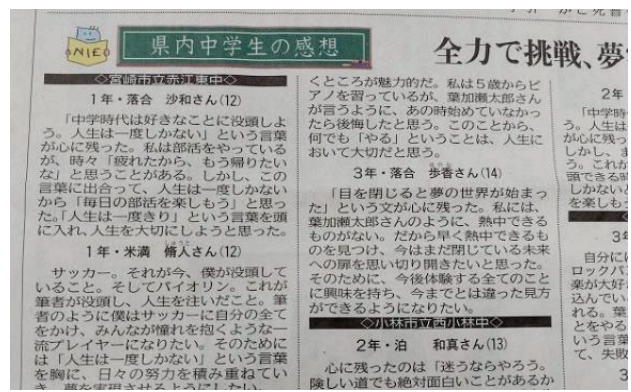 NIE
県内中学生の感想
全力で挑戦、夢
◇宮崎市立赤江東中◇
1年・落合 沙和さん(12)
「中学時代は好きなことに没頭しよ
う。人生は一度しかない」という言葉
が心に残った。私は部活をやっている
が、時々「疲れたから、もう帰りたい
な」と思うことがある。しかし、この
言葉に出合って、人生は一度しかない
から「毎日の部活を楽しもう」と思っ
た。「人生は一度きり」という言葉を頭
に入れ、人生を大切にしようと思った。
1年・米満 脩人さん(12)
サッカー。それが今、僕が没頭して
いること。そしてバイオリン。これが
筆者が没頭し、人生を注いだこと。筆
者のように僕はサッカーに自分の全て
をかけ、みんなが憧れを抱くような一
流プレイヤーになりたい。そのために
は「人生は一度しかない」という言葉
を胸に、日々の努力を積み重ねてい
き、夢を実現させるようにしたい。
くところが魅力的だ。私は5歳からピ
アノを習っているが、葉加瀬太郎さん
が言うように、あの時始めていなかっ
たら後悔したと思う。このことから、
何でも「やる」ということは、人生に
おいて大切だと思う。
3年・落合 歩香さん(14)
「目を閉じると夢の世界が始まっ
た」という文が心に残った。私には、
葉加瀬太郎さんのように、熱中できる
ものがない。だから早く熱中できるも
のを見つけ、今はまだ閉じている未来
への扉を思い切り開きたいと思った。
そのために、今後体験する全てのこと
に興味を持ち、今までとは違った見方
ができるようになりたい。
◇小林市立西小林中◇
2年・泊 和真さん(13)
心に残ったのは「迷うならやろう。
険しい道でも絶対面白いことがあるか
2年
「中学時
う。人生は
が心に残っ
しかし、ま
う。これか
頭できる時
しかないと
を楽しもう
3年
自分に
ロックバン
楽が大好き
込んでい
れる。葉
とをやる
いう言葉
て、失敗
3